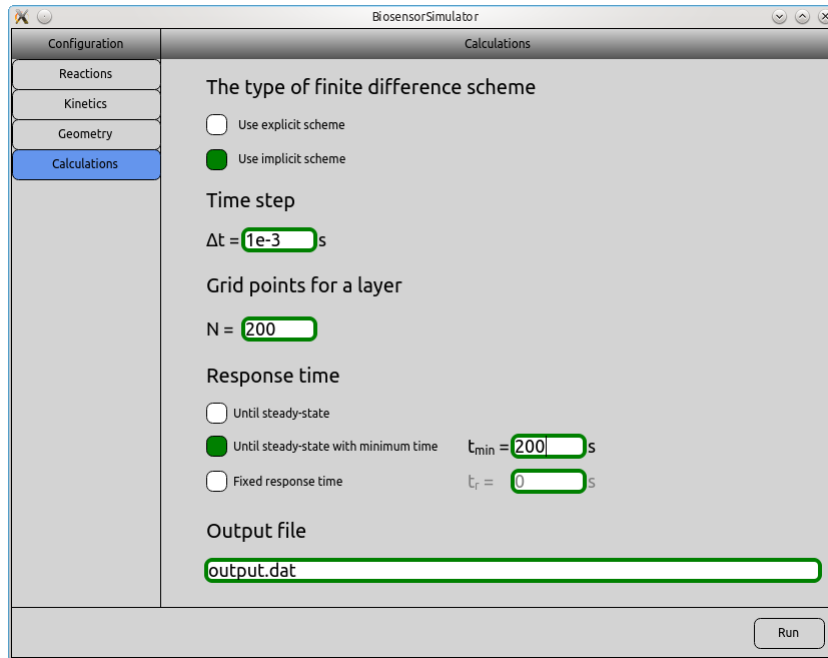 BiosensorSimulator
Configuration
Calculations
Reactions
Kinetics
Geometry
Calculations
The type of finite difference scheme
Use explicit scheme
Use implicit scheme
Time step
Δt = 1e-3 s
Grid points for a layer
N = 200
Response time
Until steady-state
Until steady-state with minimum time tmin = 200 s
Fixed response time tr = 0 s
Output file
output.dat
Run